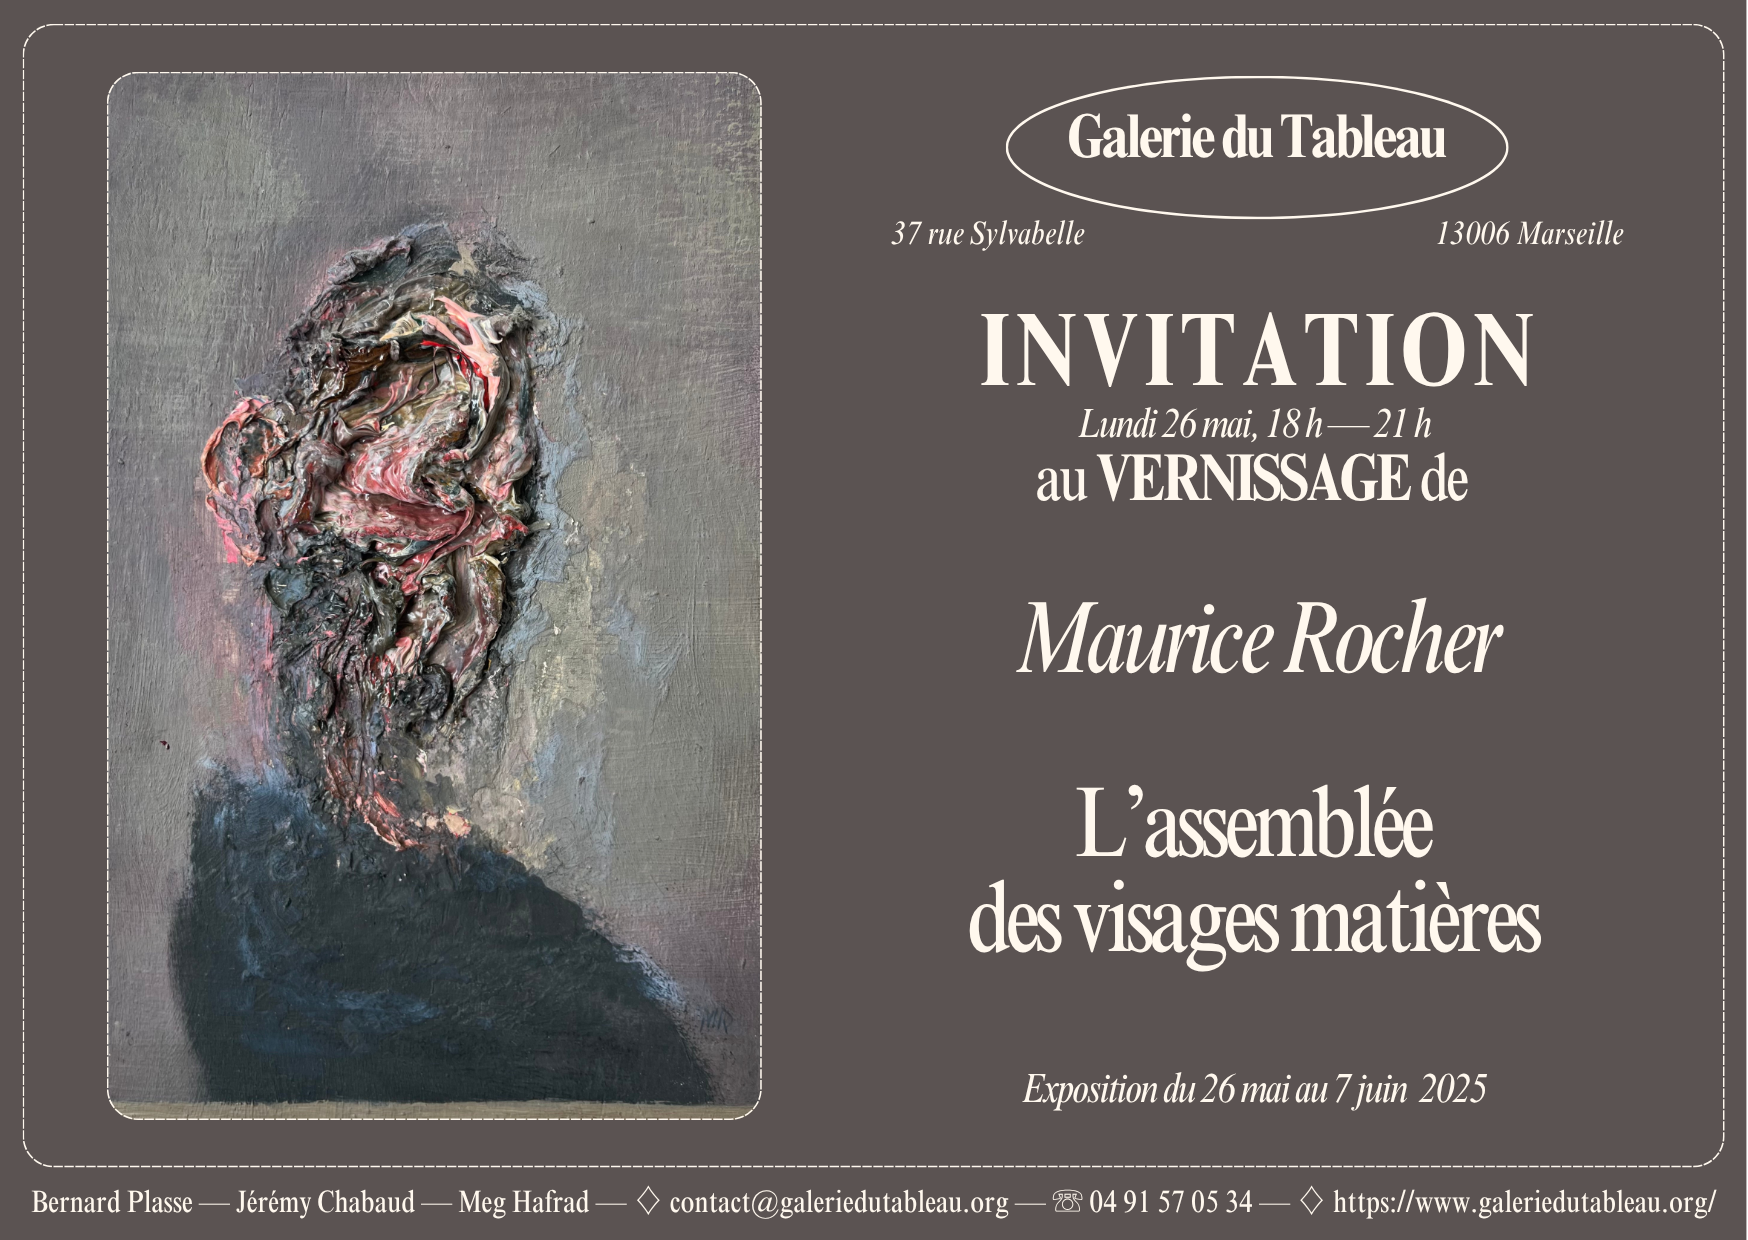 Galerie du Tableau
37 rue Sylvabelle 13006 Marseille
INVITATION
Lundi 26 mai, 18 h — 21 h
au VERNISSAGE de
Maurice Rocher
L’assemblée
des visages matières
Exposition du 26 mai au 7 juin 2025
MR
Bernard Plasse — Jérémy Chabaud — Meg Hafrad — ♢ contact@galeriedutableau.org — ☏ 04 91 57 05 34 — ♢ https://www.galeriedutableau.org/